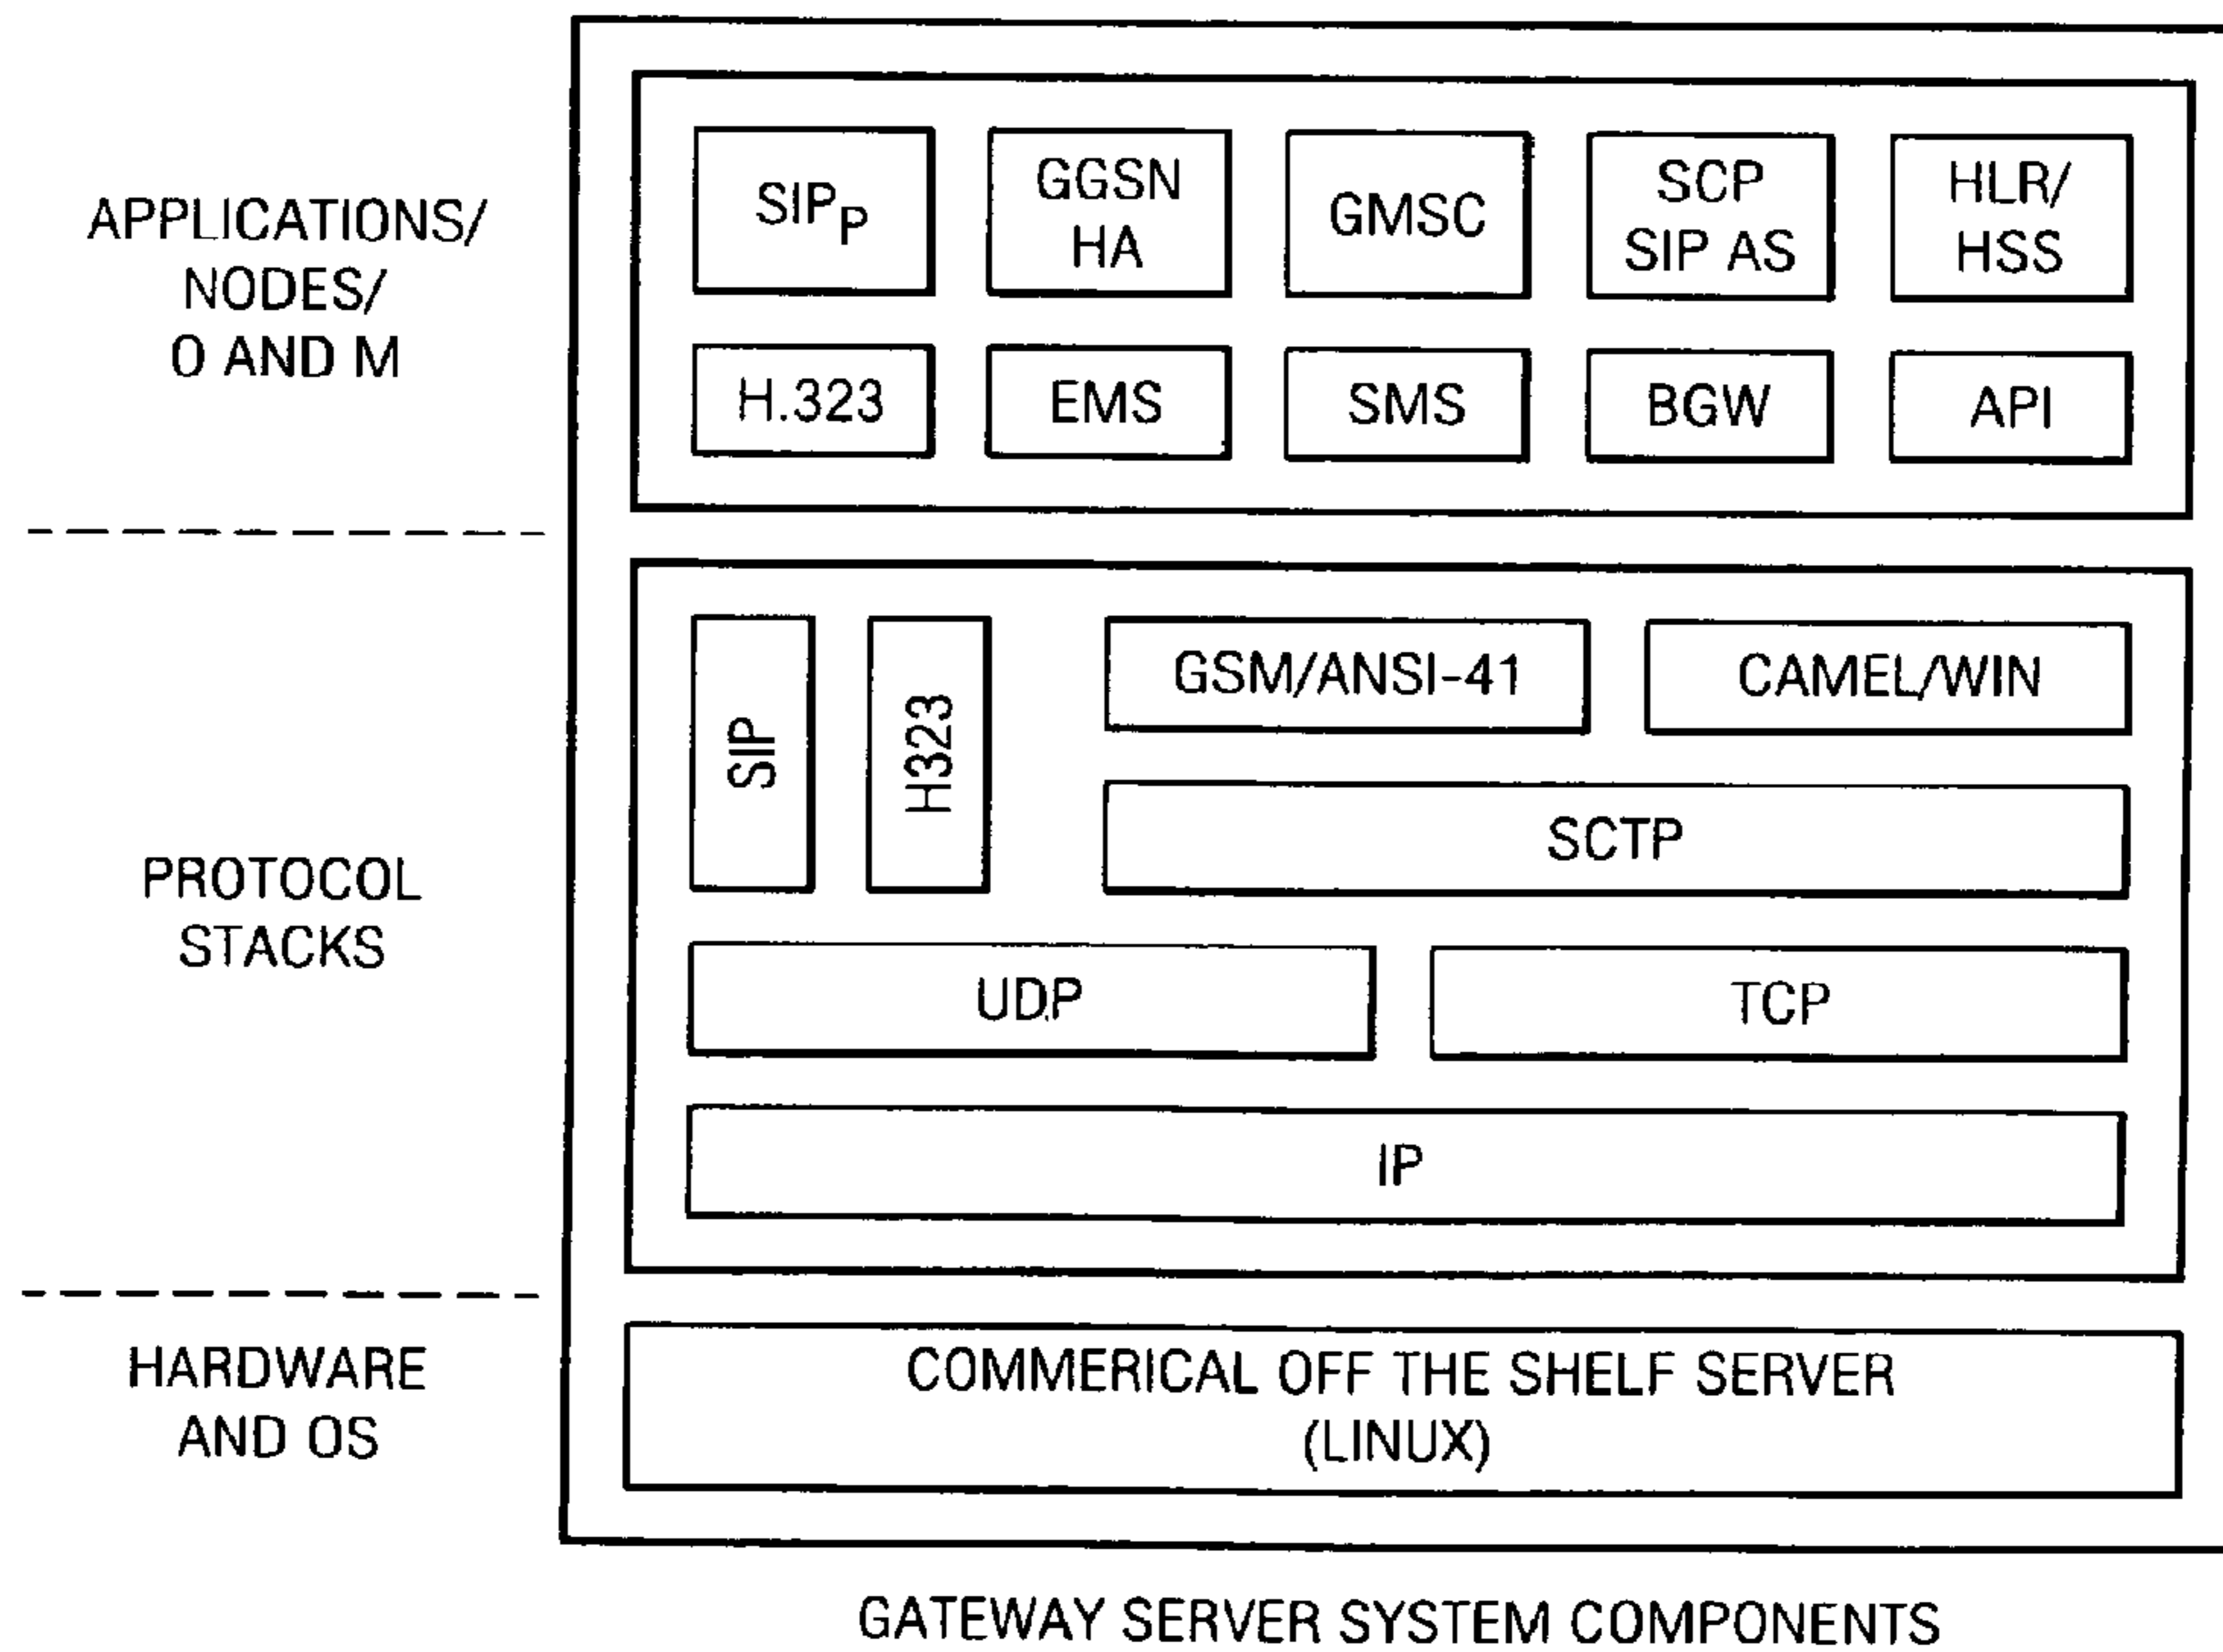 APPLICATIONS/
NODES/
O AND M
SIPP
GGSN
HA
GMSC
SCP
SIP AS
HLR/
HSS
H.323
EMS
SMS
BGW
API
PROTOCOL
STACKS
SIP
H323
GSM/ANSI-41
CAMEL/WIN
SCTP
UDP
TCP
IP
HARDWARE
AND OS
COMMERICAL OFF THE SHELF SERVER
(LINUX)
GATEWAY SERVER SYSTEM COMPONENTS